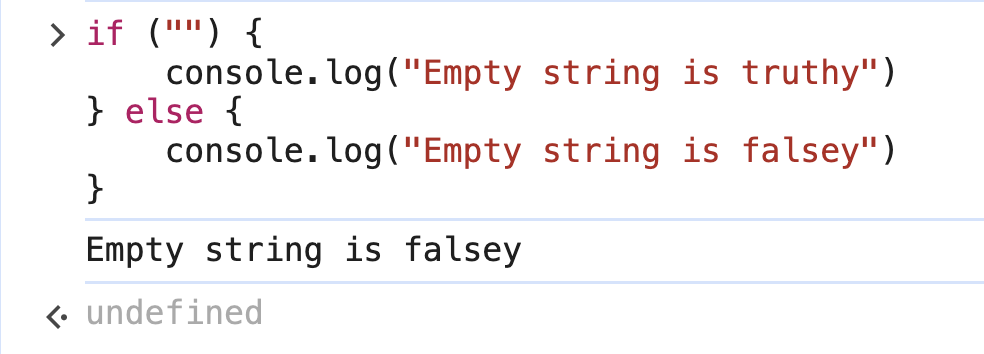 if ("") {
    console.log("Empty string is truthy")
} else {
    console.log("Empty string is falsey")
}
Empty string is falsey
undefined